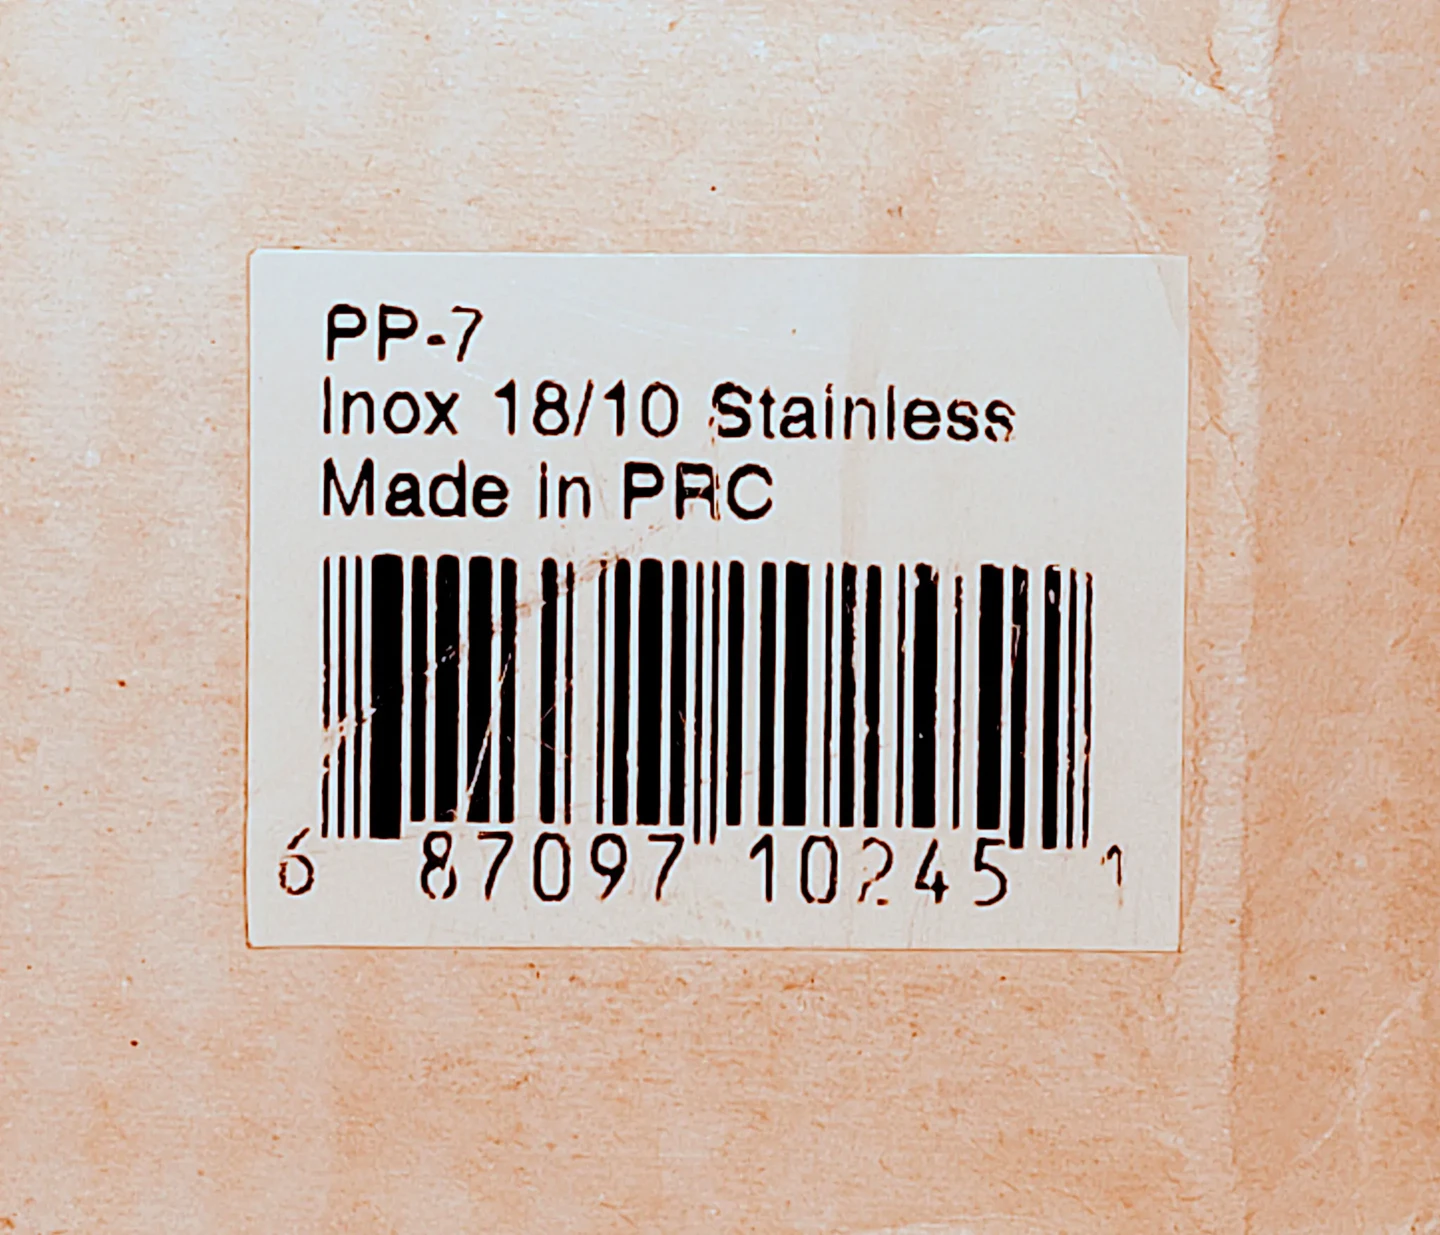 PP-7
Inox 18/10 Stainless
Made in PRC
6 87097 10245 1